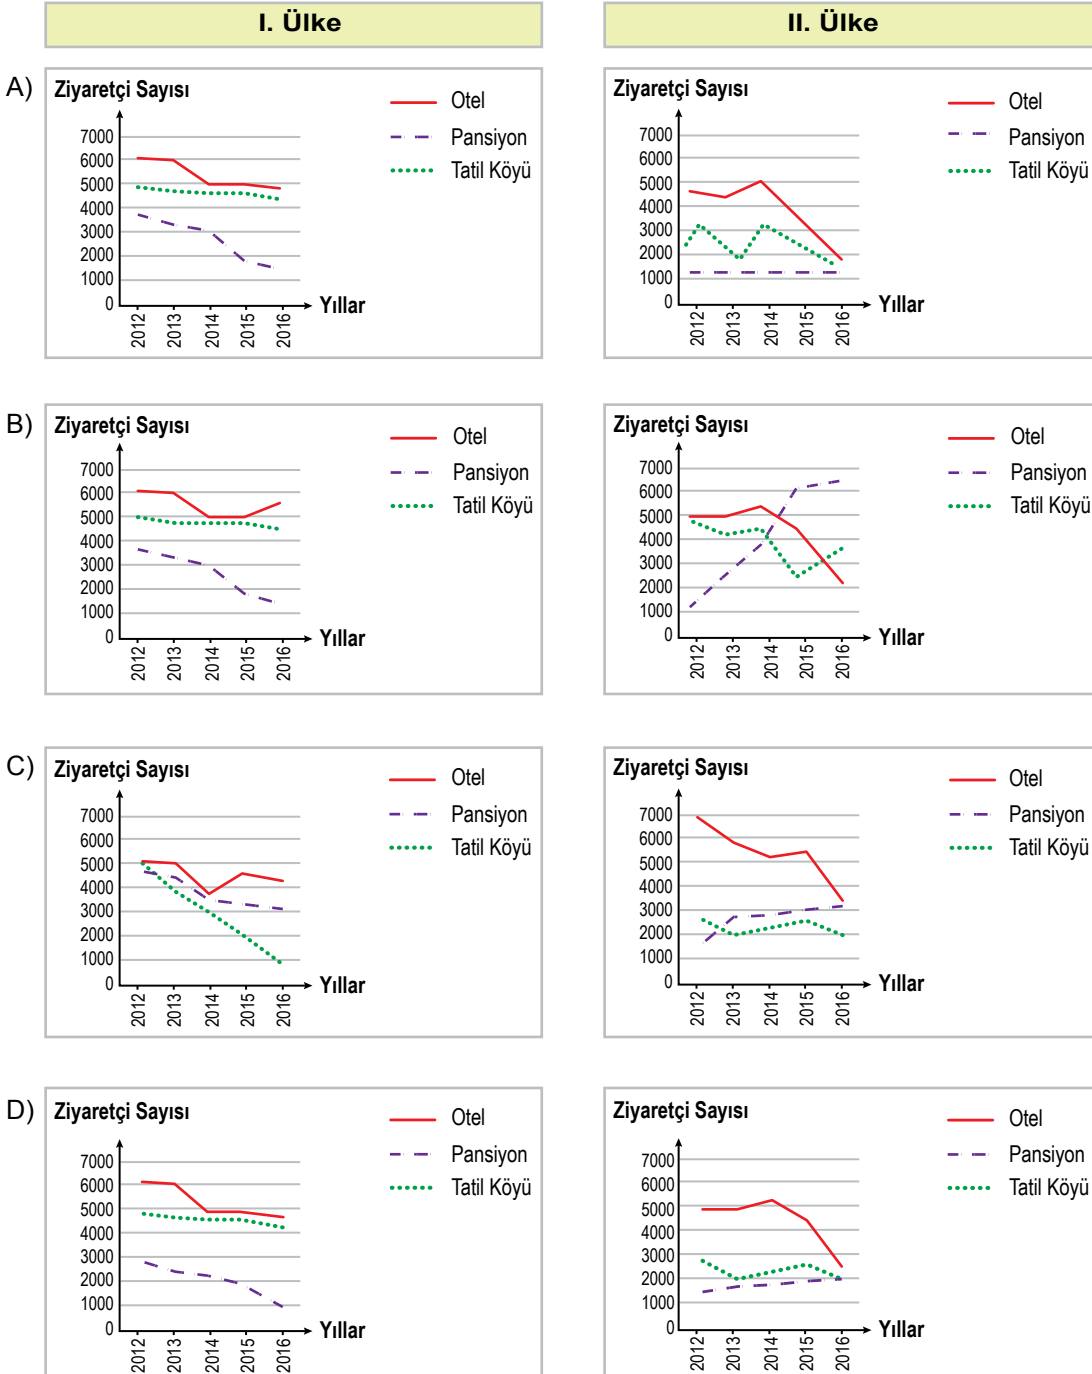 I. Ülke
II. Ülke
A)
Ziyaretçi Sayısı
Otel
Pansiyon
Tatil Köyü
7000
6000
5000
4000
3000
2000
1000
0
Yıllar
2012
2013
2014
2015
2016
Ziyaretçi Sayısı
Otel
Pansiyon
Tatil Köyü
7000
6000
5000
4000
3000
2000
1000
0
Yıllar
2012
2013
2014
2015
2016
B)
Ziyaretçi Sayısı
Otel
Pansiyon
Tatil Köyü
7000
6000
5000
4000
3000
2000
1000
0
Yıllar
2012
2013
2014
2015
2016
Ziyaretçi Sayısı
Otel
Pansiyon
Tatil Köyü
7000
6000
5000
4000
3000
2000
1000
0
Yıllar
2012
2013
2014
2015
2016
C)
Ziyaretçi Sayısı
Otel
Pansiyon
Tatil Köyü
7000
6000
5000
4000
3000
2000
1000
0
Yıllar
2012
2013
2014
2015
2016
Ziyaretçi Sayısı
Otel
Pansiyon
Tatil Köyü
7000
6000
5000
4000
3000
2000
1000
0
Yıllar
2012
2013
2014
2015
2016
D)
Ziyaretçi Sayısı
Otel
Pansiyon
Tatil Köyü
7000
6000
5000
4000
3000
2000
1000
0
Yıllar
2012
2013
2014
2015
2016
Ziyaretçi Sayısı
Otel
Pansiyon
Tatil Köyü
7000
6000
5000
4000
3000
2000
1000
0
Yıllar
2012
2013
2014
2015
2016